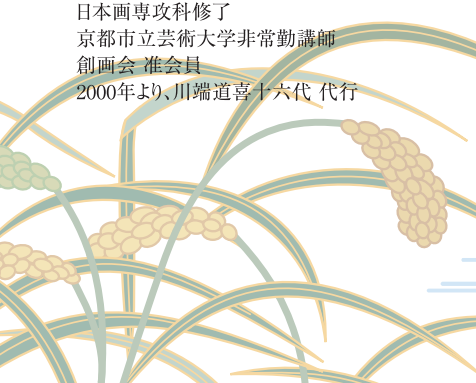 日本画専攻科修了
京都市立芸術大学非常勤講師
創画会 准会員
2000年より、川端道喜十六代 代行